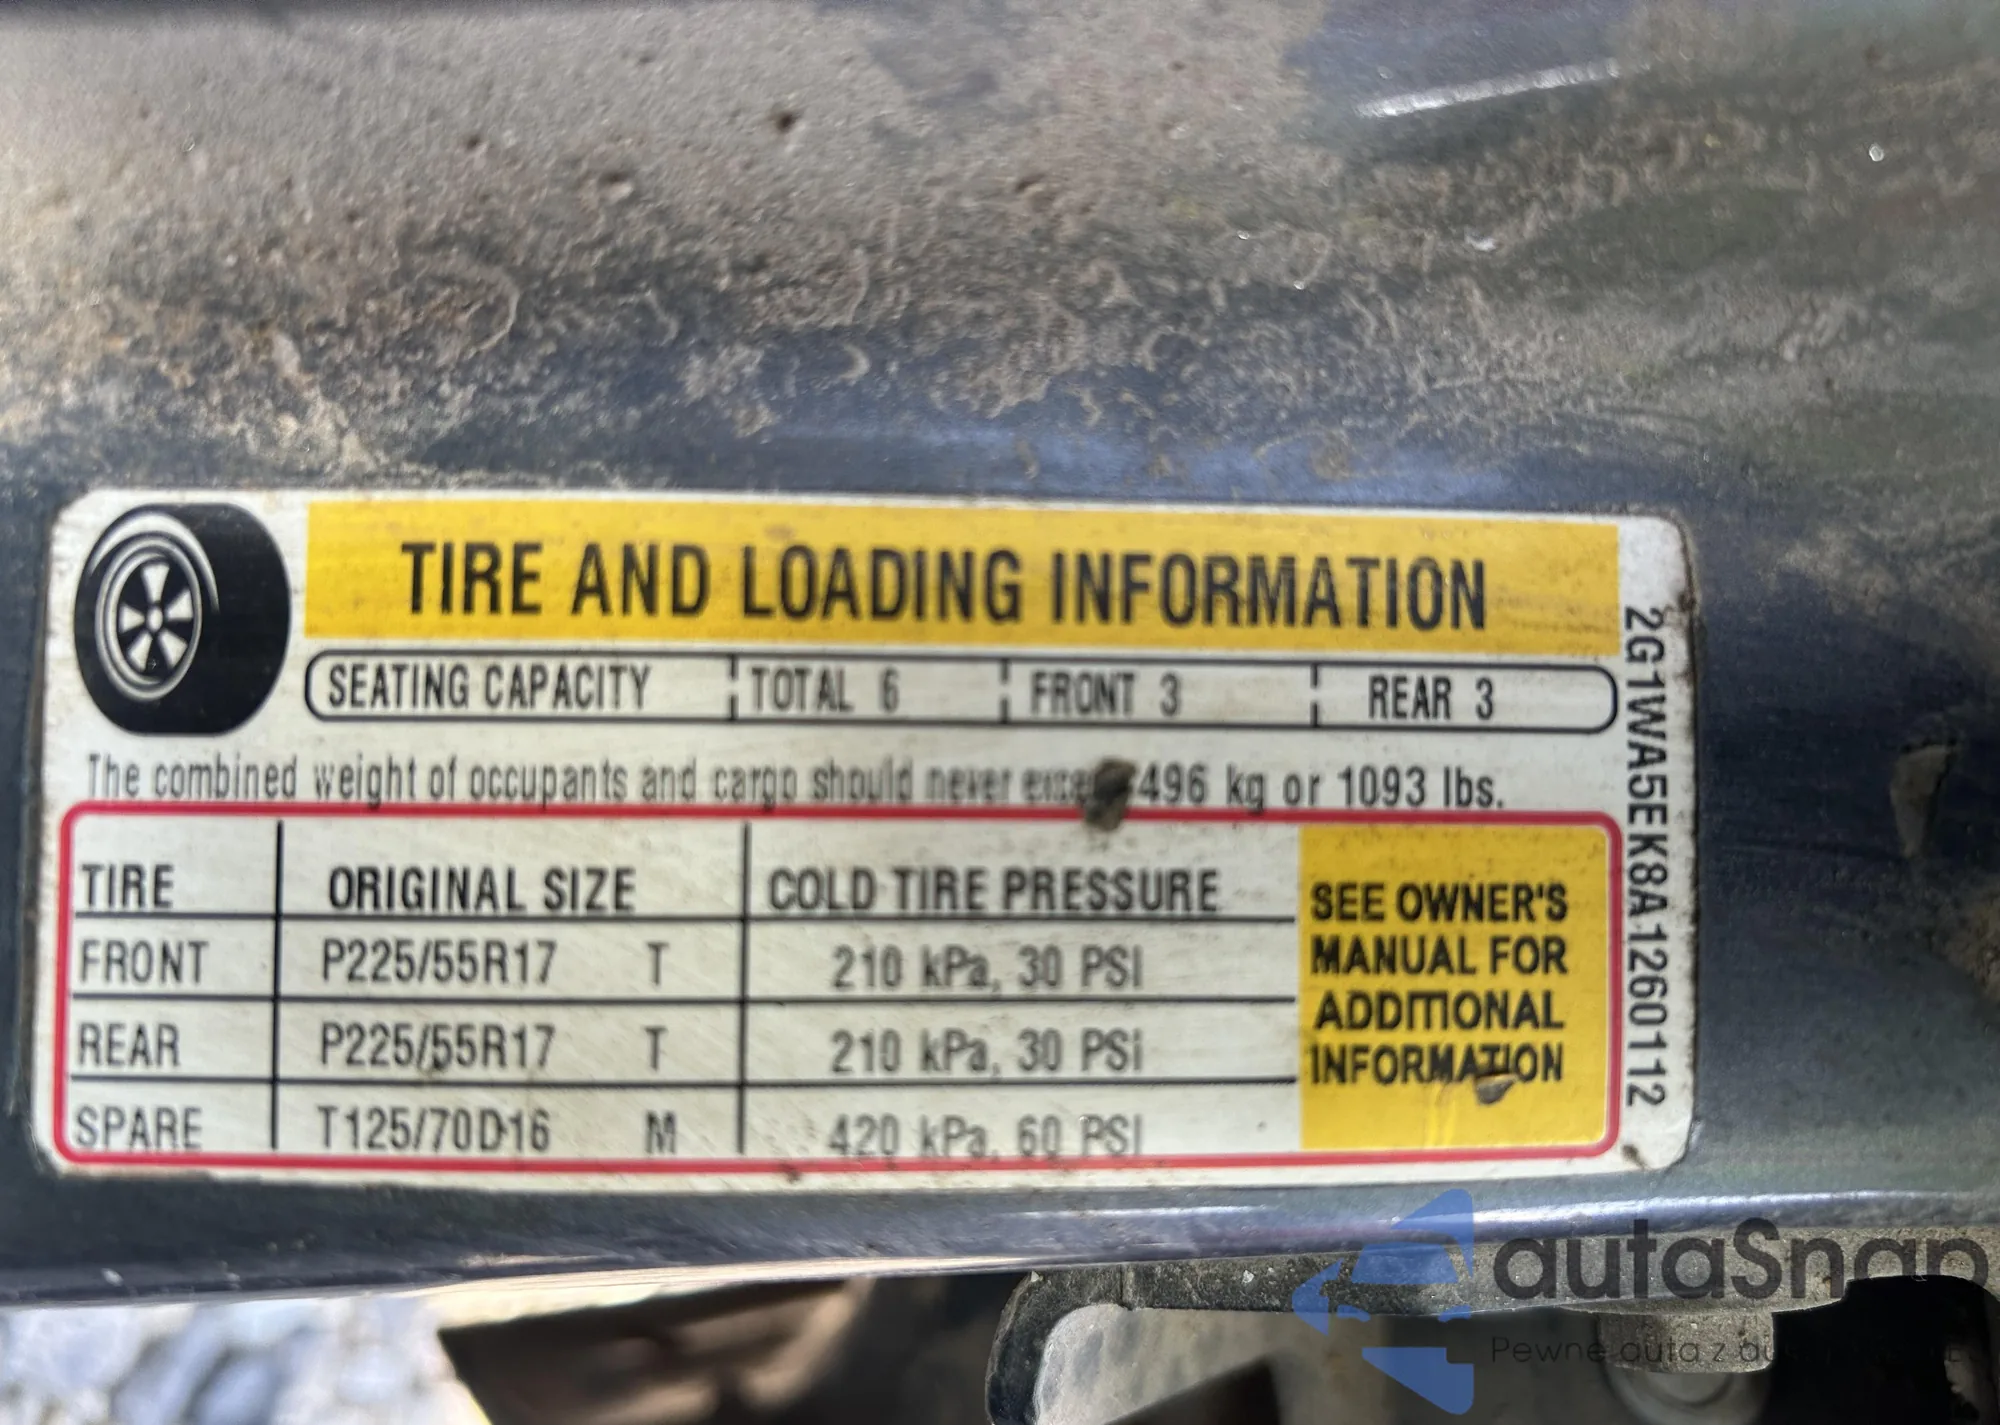 TIRE AND LOADING INFORMATION
SEATING CAPACITY TOTAL 6 FRONT 3 REAR 3
The combined weight of occupants and cargo should never 496 kg or 1093 lbs.
TIRE ORIGINAL SIZE COLD TIRE PRESSURE
FRONT P225/55R17 T 210 kPa, 30 PSI
REAR P225/55R17 T 210 kPa, 30 PSi
SPARE T125/70D16 M 420 kPa, 60 PSI
SEE OWNER'S
MANUAL FOR
ADDITIONAL
INFORMATION
2G1WA5EK8A1260112
autaSnap
Pewne auta z